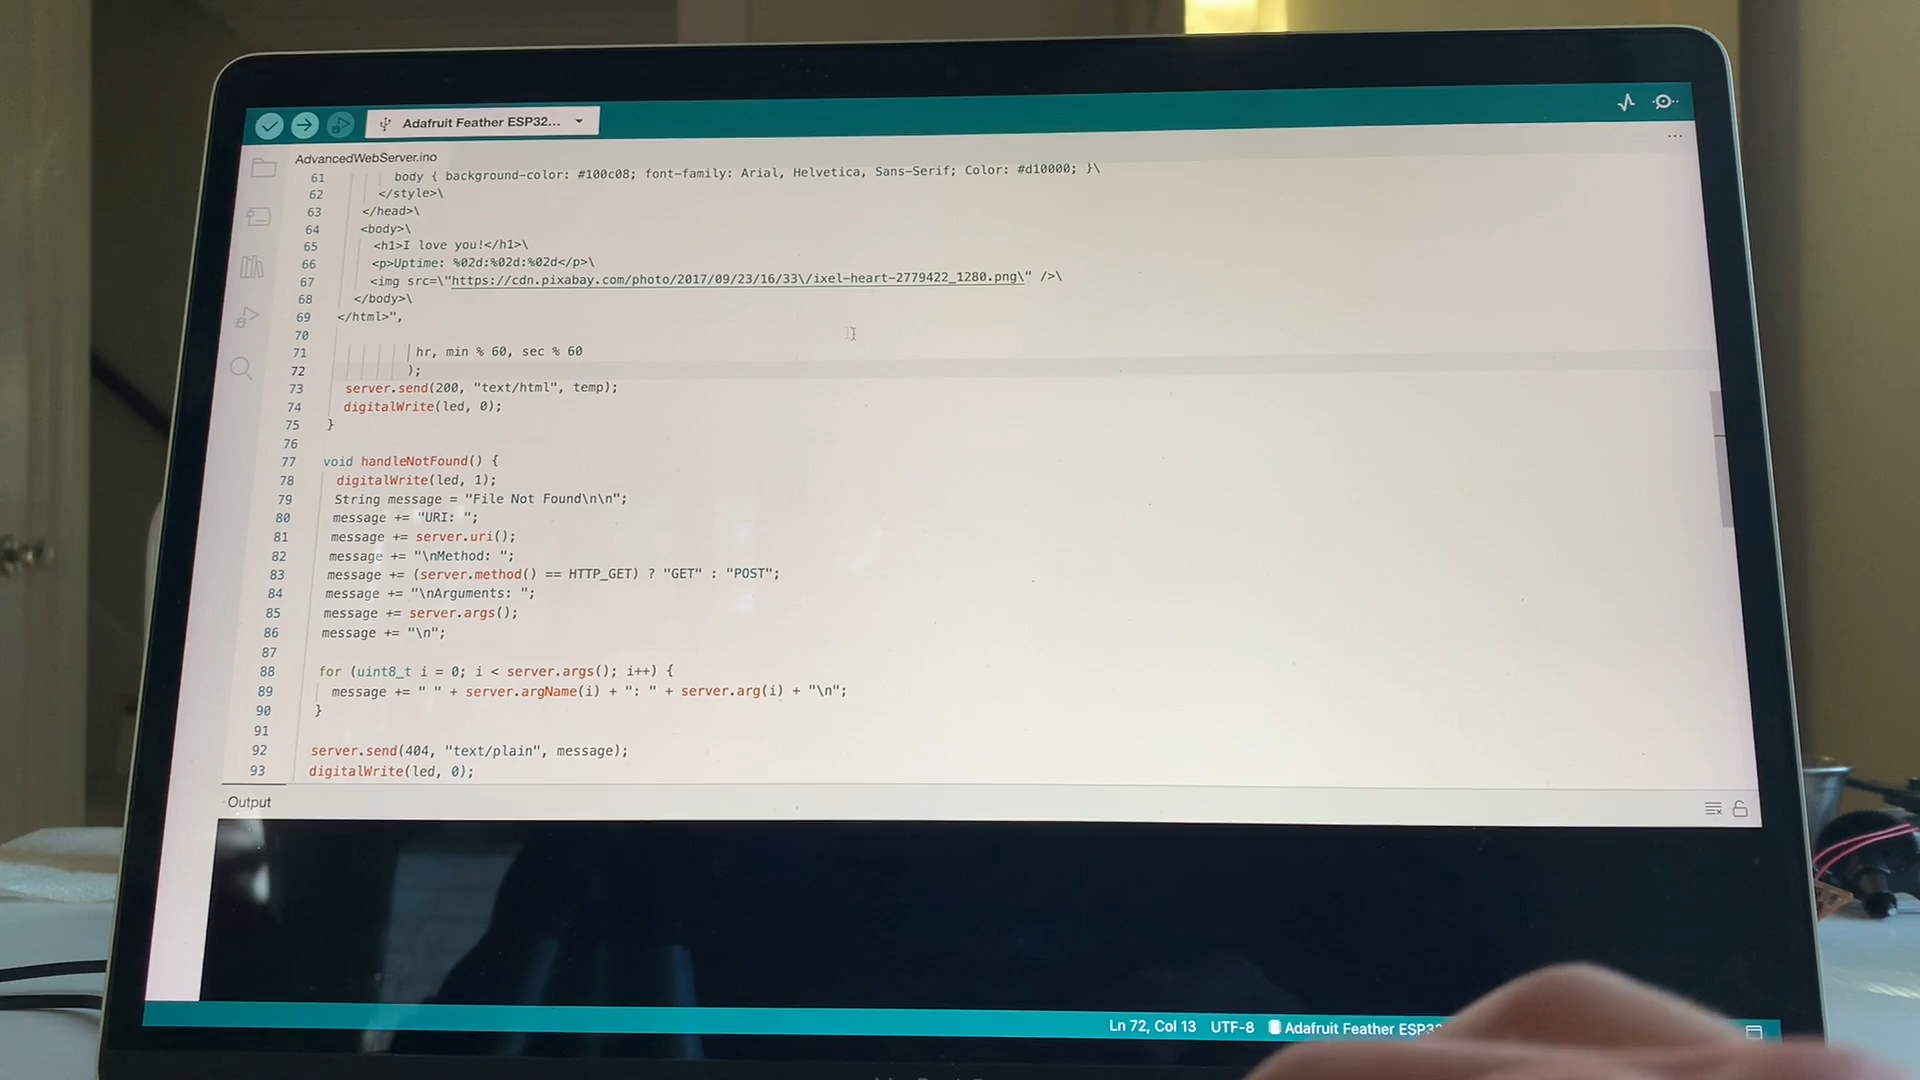 Adafruit Feather ESP32...
AdvancedWebServer.ino
61 body { background-color: #100c08; font-family: Arial, Helvetica, Sans-Serif; Color: #d10000; }\
62 </style>\
63 </head>\
64 <body>\
65 <h1>I love you!</h1>\
66 <p>Uptime: %02d:%02d:%02d</p>\
67 <img src=\"https://cdn.pixabay.com/photo/2017/09/23/16/33\/ixel-heart-2779422_1280.png\" />\
68 </body>\
69 </html>",
70
71 hr, min % 60, sec % 60
72 );
73 server.send(200, "text/html", temp);
74 digitalWrite(led, 0);
75 }
76
77 void handleNotFound() {
78 digitalWrite(led, 1);
79 String message = "File Not Found\n\n";
80 message += "URI: ";
81 message += server.uri();
82 message += "\nMethod: ";
83 message += (server.method() == HTTP_GET) ? "GET" : "POST";
84 message += "\nArguments: ";
85 message += server.args();
86 message += "\n";
87
88 for (uint8_t i = 0; i < server.args(); i++) {
89 message += " " + server.argName(i) + ": " + server.arg(i) + "\n";
90 }
91
92 server.send(404, "text/plain", message);
93 digitalWrite(led, 0);
Output
Ln 72, Col 13 UTF-8 Adafruit Feather ESP32